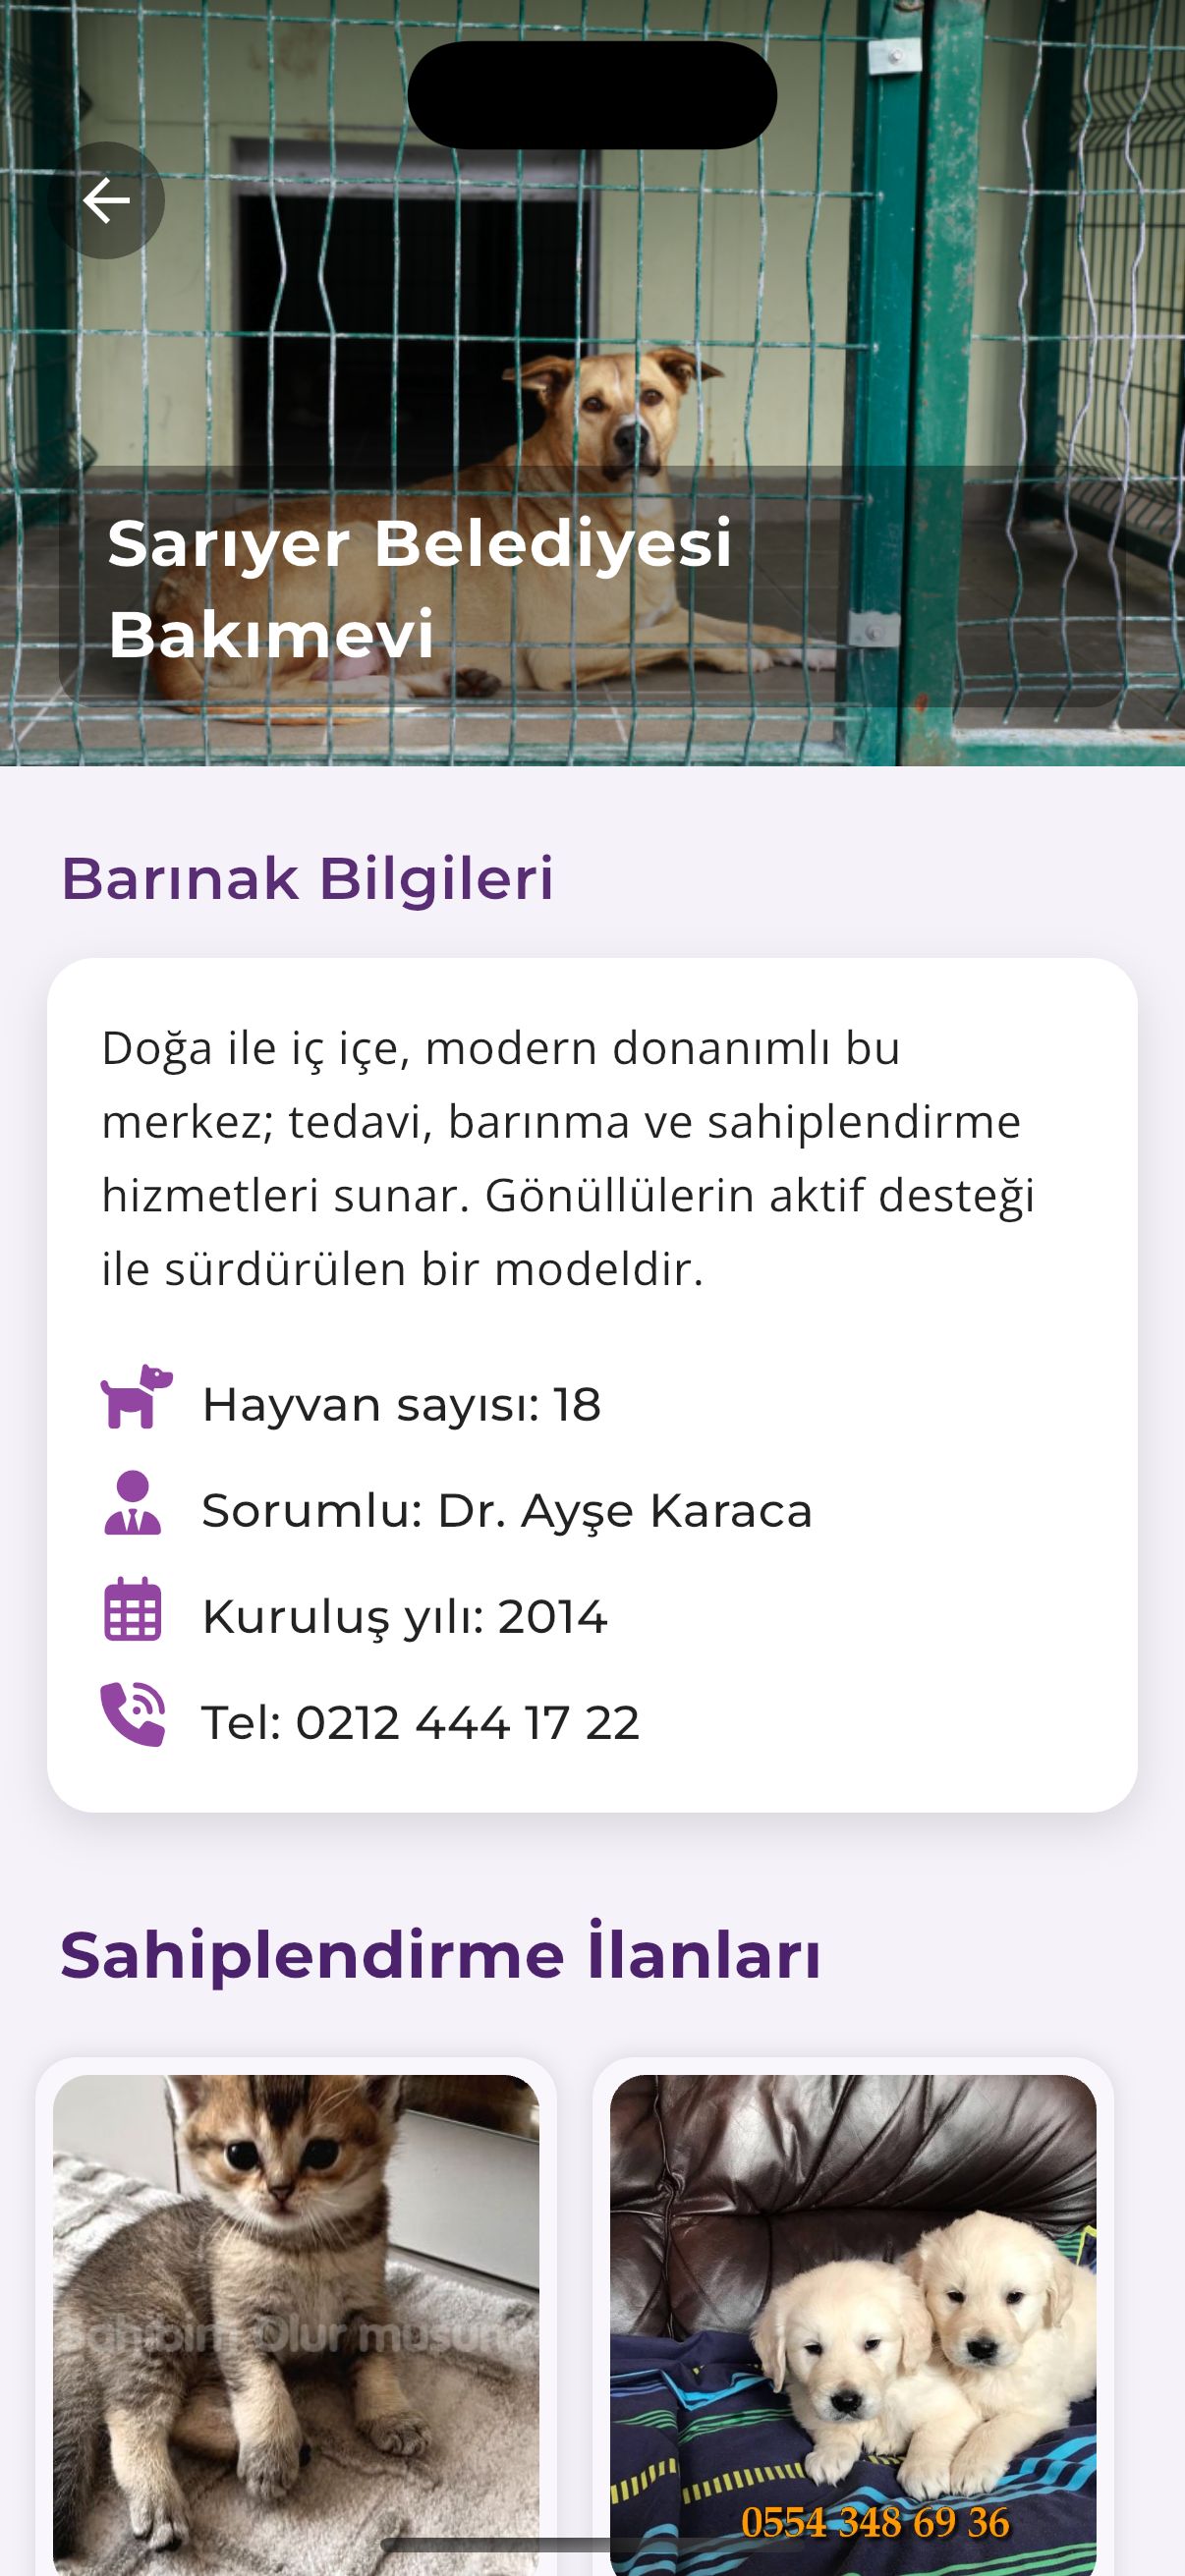 Sarıyer Belediyesi
Bakımevi
Barınak Bilgileri
Doğa ile iç içe, modern donanımlı bu
merkez; tedavi, barınma ve sahiplendirme
hizmetleri sunar. Gönüllülerin aktif desteği
ile sürdürülen bir modeldir.
Hayvan sayısı: 18
Sorumlu: Dr. Ayşe Karaca
Kuruluş yılı: 2014
Tel: 0212 444 17 22
Sahiplendirme İlanları
Olur musun
0554 348 69 36